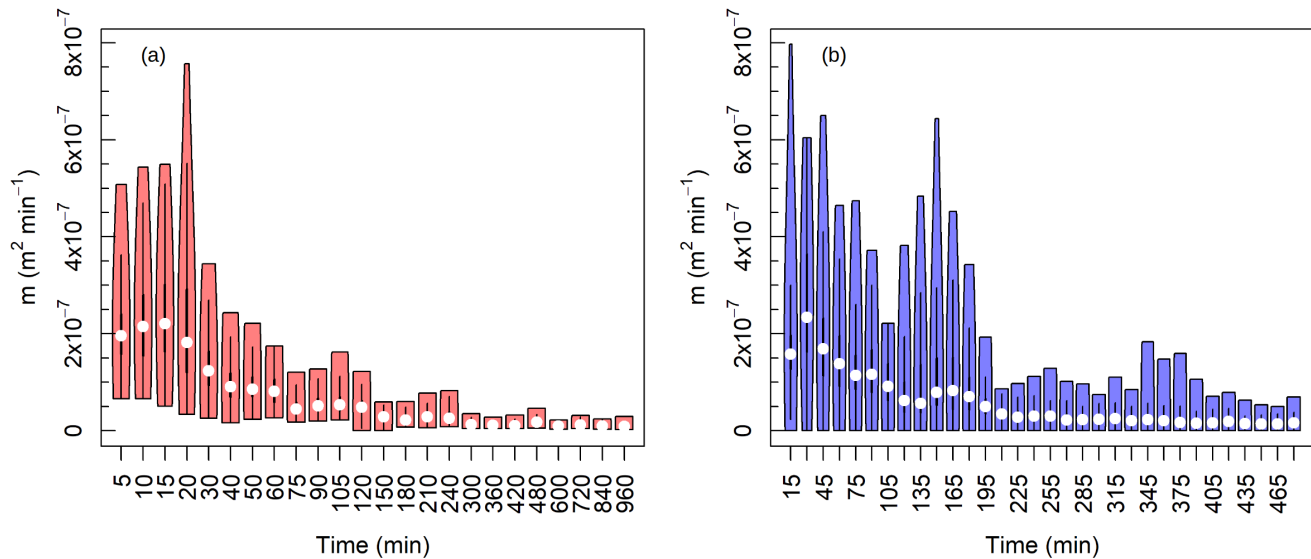 (a)
m (m² min⁻¹)
8x10⁻⁷
6x10⁻⁷
4x10⁻⁷
2x10⁻⁷
0
5 10 15 20 30 40 50 60 75 90 105 120 150 180 210 240 300 360 420 480 600 720 840 960
Time (min)
(b)
m (m² min⁻¹)
8x10⁻⁷
6x10⁻⁷
4x10⁻⁷
2x10⁻⁷
0
15 45 75 105 135 165 195 225 255 285 315 345 375 405 435 465
Time (min)